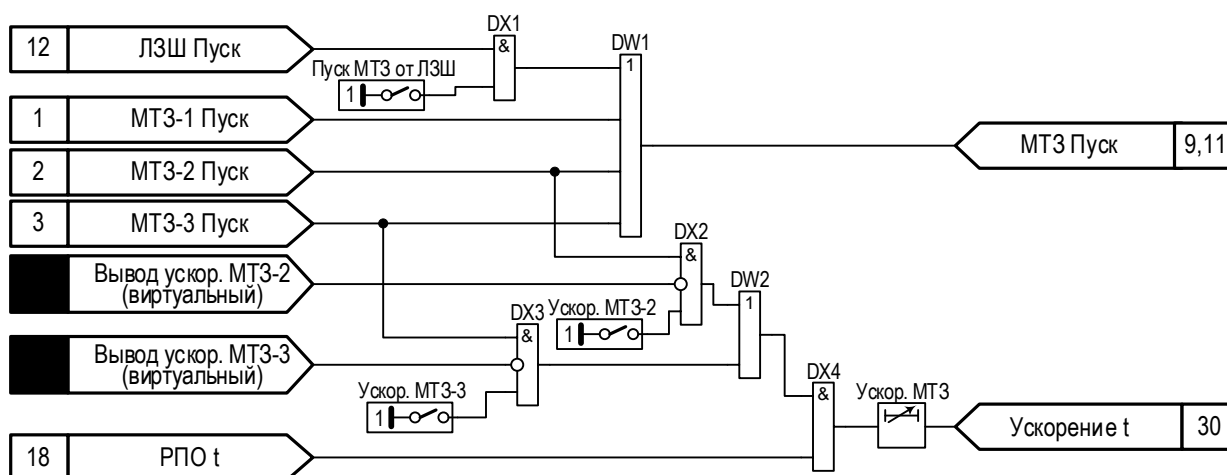 DX1
12 ЛЗШ Пуск
&
DW1
1
Пуск МТЗ от ЛЗШ
1
1 МТЗ-1 Пуск
МТЗ Пуск 9,11
2 МТЗ-2 Пуск
3 МТЗ-3 Пуск
DX2
&
Вывод ускор. МТЗ-2
(виртуальный)
DW2
1
DX3
&
Ускор. МТЗ-2
1
Вывод ускор. МТЗ-3
(виртуальный)
DX4
&
Ускор. МТЗ-3
1
Ускор. МТЗ
Ускорение t 30
18 РПО t